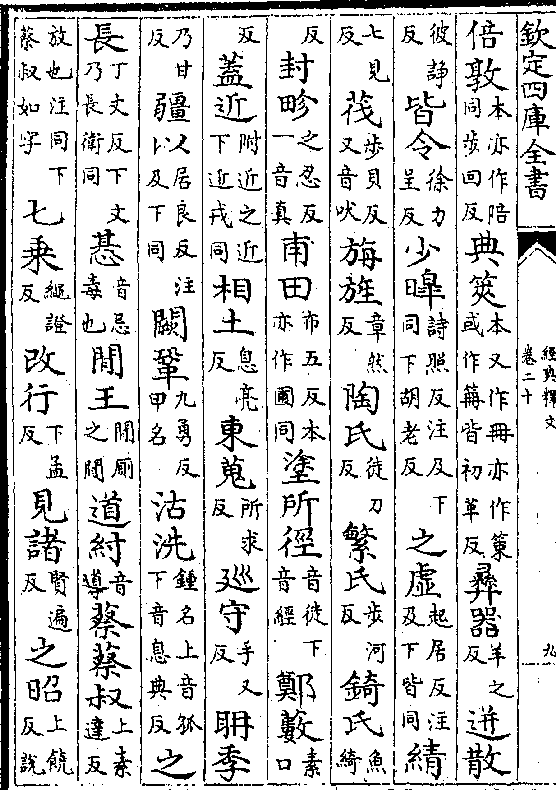 欽定四庫全書 經典釋文 卷二十 九
倍敦本亦作陪同步回反典筴本又作冊亦作策或作篝皆初革反彝器羊之反迸散
彼諍反皆令徐力呈反少暤詩照反注及下同下胡老反之虛起居反注及下皆同綪
七見反茷步貝反又音吠旃旌章然反陶氏徒刀反繁氏步河反錡氏魚綺
反封畛之忍反一音真甫田布五反本亦作圃同塗所徑音徒下音經鄭藪素口
反蓋近附近之近下近戎同相土息亮反東蒐所求反巡守手又反聃季
乃甘反疆以居良反注及下同闕鞏九勇反甲名沽洗鍾名上音孤下音息典反之
長丁丈反下文乃長衛同惎音忌毒也閒王閒廁之閒道紂音導蔡蔡叔上素達反
放也注同下蔡叔如字七乘繩證反改行下孟反見諸賢遍反之昭上饒反說